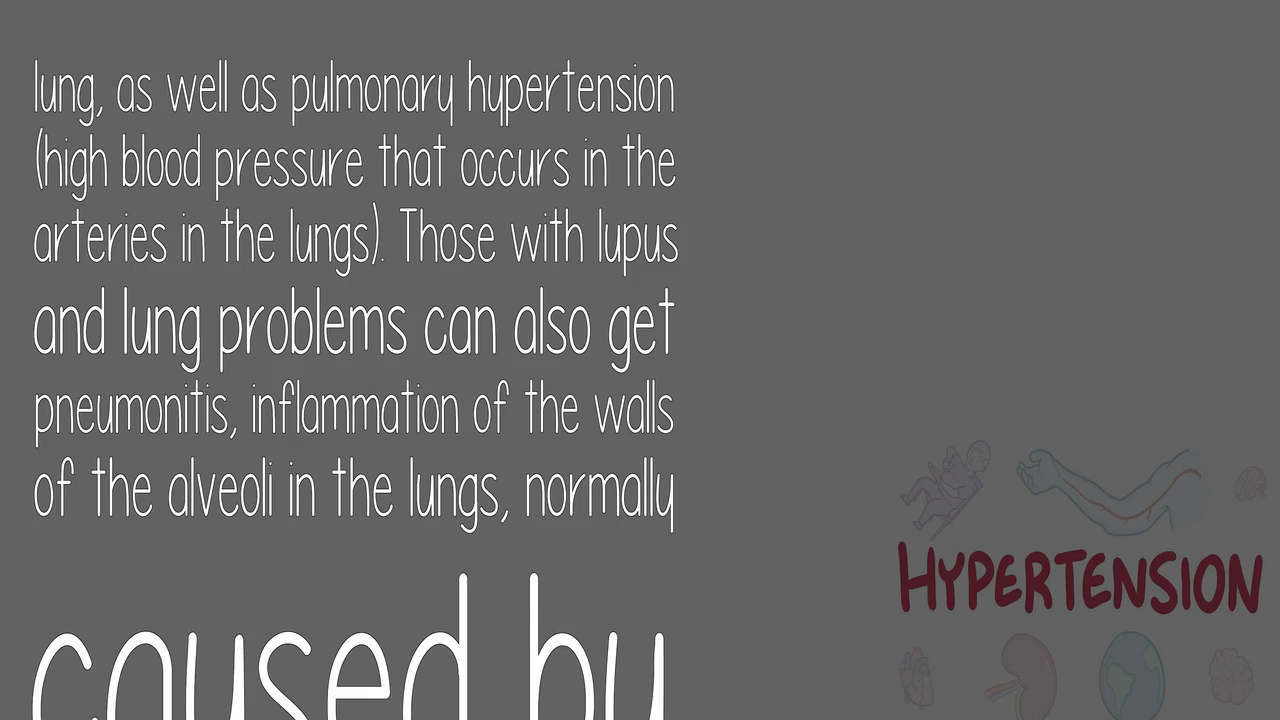 lung, as well as pulmonary hypertension
(high blood pressure that occurs in the
arteries in the lungs). Those with lupus
and lung problems can also get
pneumonitis, inflammation of the walls
of the alveoli in the lungs, normally
caused by
HYPERTENSION